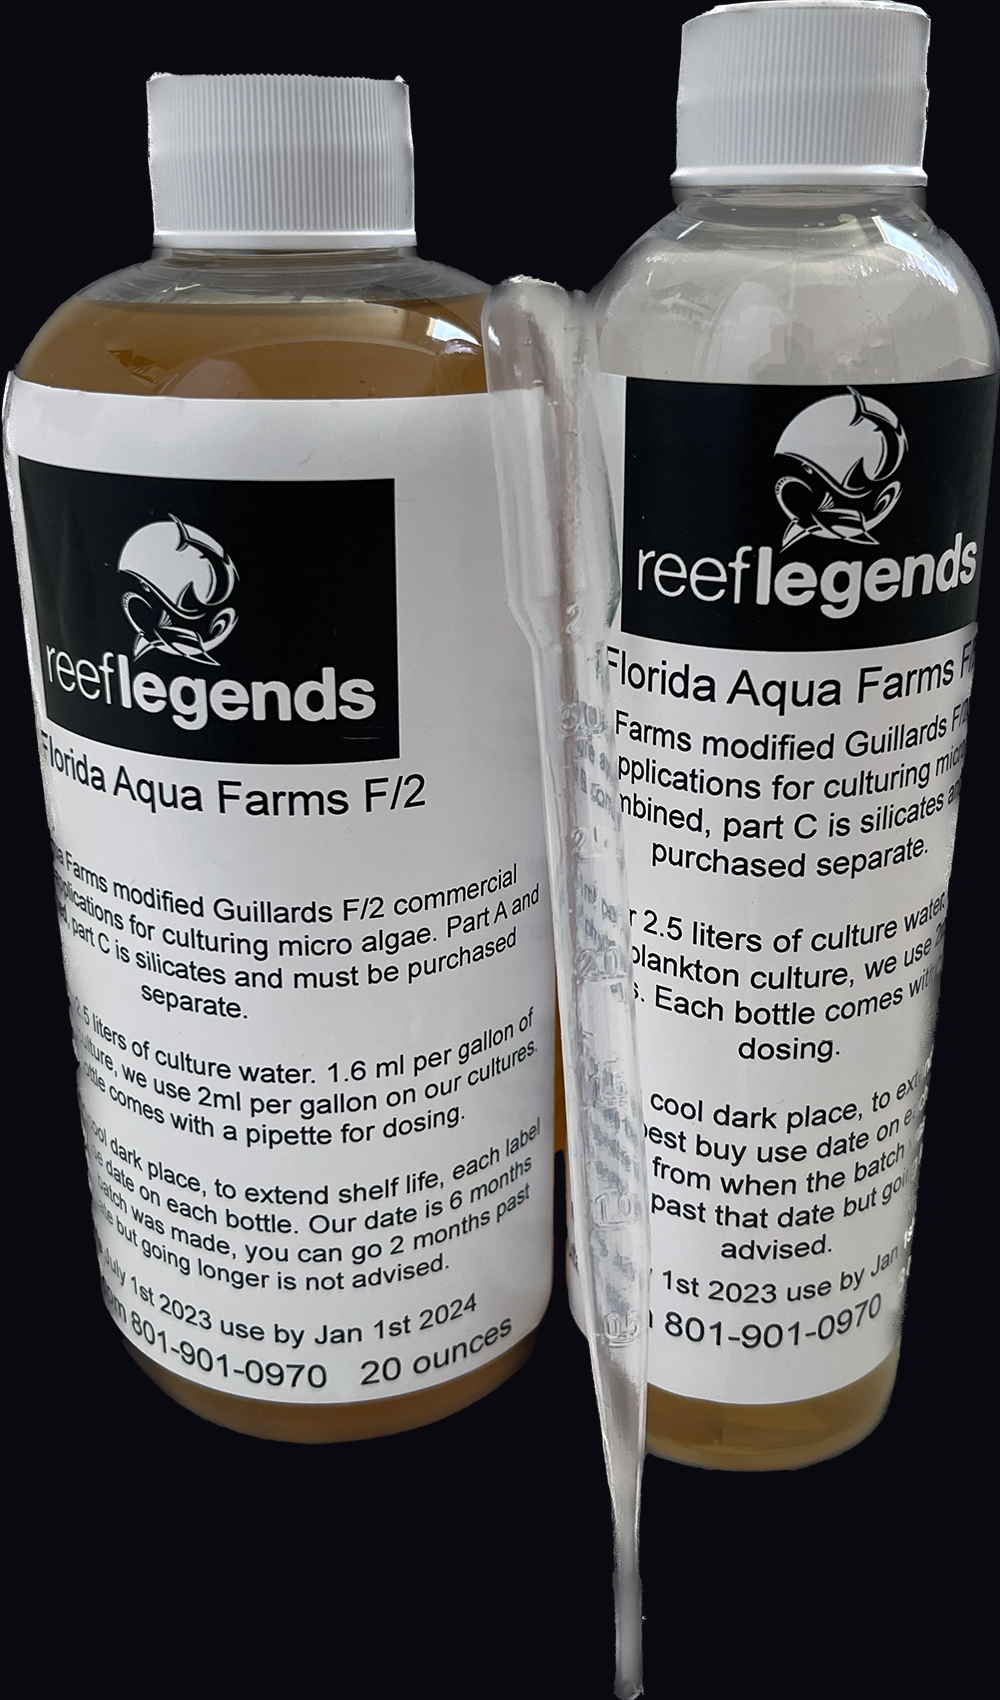 reeflegends
Florida Aqua Farms F/2
Farms modified Guillards F/2 commercial
applications for culturing micro algae. Part A and
part C is silicates and must be purchased
separate.
2.5 liters of culture water. 1.6 ml per gallon of
culture, we use 2ml per gallon on our cultures.
bottle comes with a pipette for dosing.
cool dark place, to extend shelf life, each label
date on each bottle. Our date is 6 months
batch was made, you can go 2 months past
but going longer is not advised.
July 1st 2023 use by Jan 1st 2024
801-901-0970 20 ounces
reeflegends
Florida Aqua Farms
Farms modified Guillards
applications for culturing
combined, part C is silicates
purchased separate.
2.5 liters of culture water.
plankton culture, we use
Each bottle comes with
dosing.
cool dark place, to
best buy use date on
from when the batch
past that date but
advised.
1st 2023 use by Jan
801-901-0970